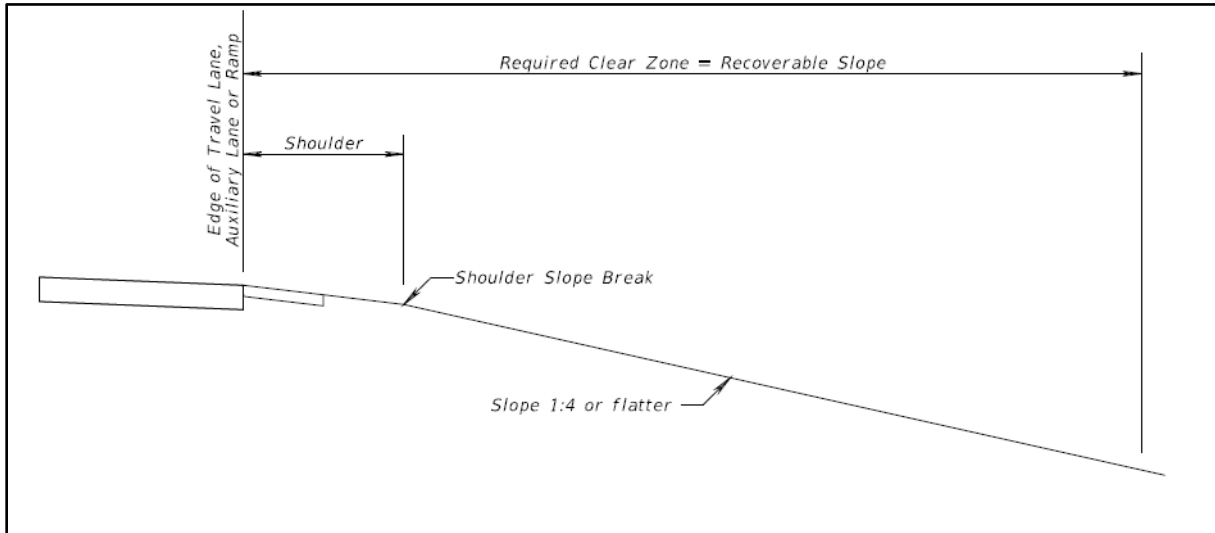 Edge of Travel Lane,
Auxiliary Lane or Ramp
Required Clear Zone = Recoverable Slope
Shoulder
Shoulder Slope Break
Slope 1:4 or flatter